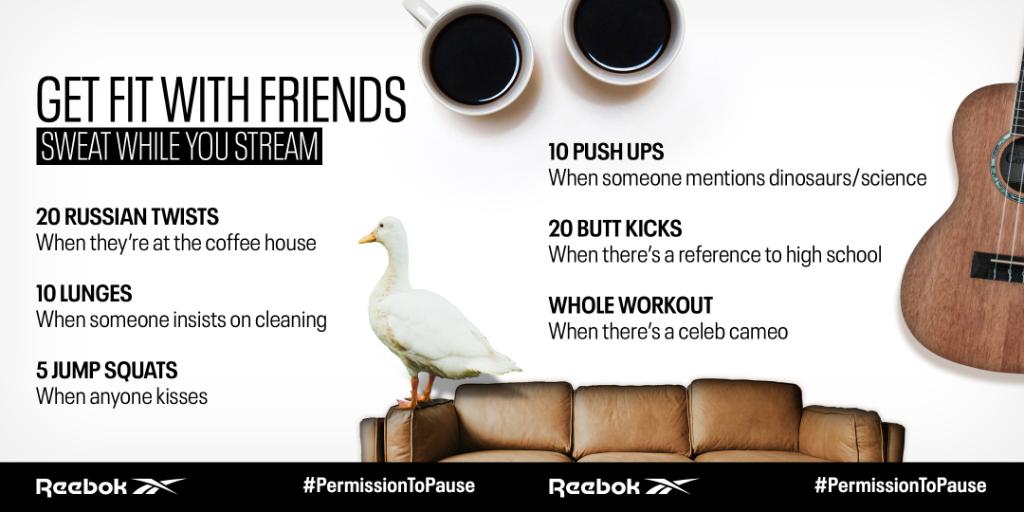 GET FIT WITH FRIENDS
SWEAT WHILE YOU STREAM
20 RUSSIAN TWISTS
When they're at the coffee house
10 LUNGES
When someone insists on cleaning
5 JUMP SQUATS
When anyone kisses
10 PUSH UPS
When someone mentions dinosaurs/science
20 BUTT KICKS
When there's a reference to high school
WHOLE WORKOUT
When there's a celeb cameo
Reebok
#PermissionToPause
Reebok
#PermissionToPause